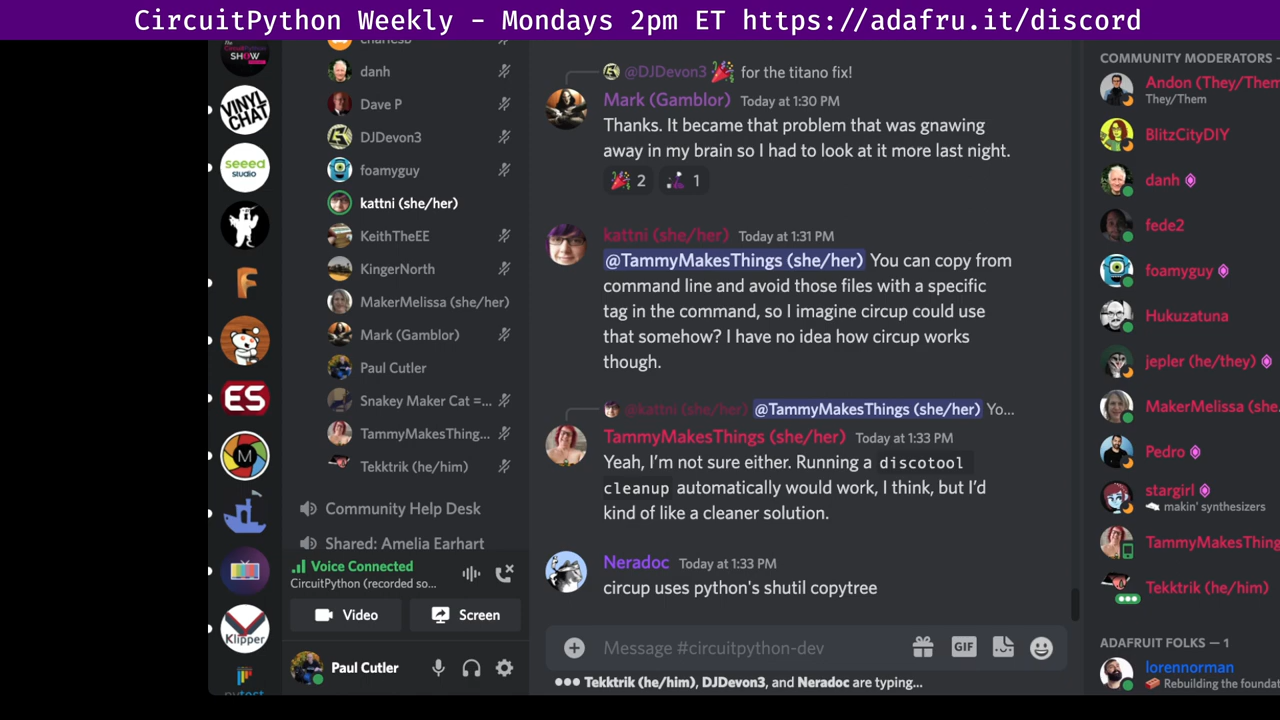 CircuitPython Weekly - Mondays 2pm ET https://adafru.it/discord
SHOW
VINYL
CHAT
seeed
studio
F
ES
M
Klipper
pytest
charlesb
danh
Dave P
DJDevon3
foamyguy
kattni (she/her)
KeithTheEE
KingerNorth
MakerMelissa (she/her)
Mark (Gamblor)
Paul Cutler
Snakey Maker Cat =...
TammyMakesThing...
Tekktrik (he/him)
Community Help Desk
Shared: Amelia Earhart
Voice Connected
CircuitPython (recorded so...
Video
Screen
Paul Cutler
@DJDevon3 🎉 for the titano fix!
Mark (Gamblor) Today at 1:30 PM
Thanks. It became that problem that was gnawing
away in my brain so I had to look at it more last night.
2 1
kattni (she/her) Today at 1:31 PM
@TammyMakesThings (she/her) You can copy from
command line and avoid those files with a specific
tag in the command, so I imagine circup could use
that somehow? I have no idea how circup works
though.
@kattni (she/her) @TammyMakesThings (she/her) Yo...
TammyMakesThings (she/her) Today at 1:33 PM
Yeah, I'm not sure either. Running a discotool
cleanup automatically would work, I think, but I'd
kind of like a cleaner solution.
Neradoc Today at 1:33 PM
circup uses python's shutil copytree
Message #circuitpython-dev
GIF
Tekktrik (he/him), DJDevon3, and Neradoc are typing...
COMMUNITY MODERATORS -
Andon (They/Them
They/Them
BlitzCityDIY
danh
fede2
foamyguy
Hukuzatuna
jepler (he/they)
MakerMelissa (she.
Pedro
stargirl
makin' synthesizers
TammyMakesThing
Tekktrik (he/him)
ADAFRUIT FOLKS — 1
lorennorman
Rebuilding the foundat